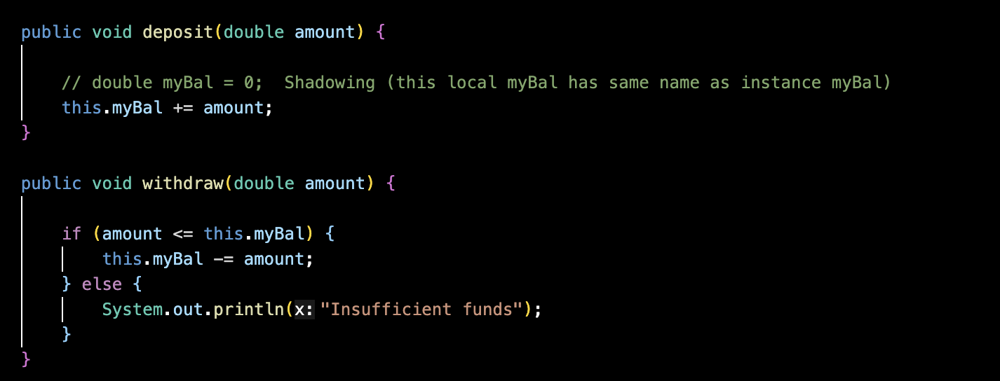 public void deposit(double amount) {
// double myBal = 0;  Shadowing (this local myBal has same name as instance myBal)
this.myBal += amount;
}
public void withdraw(double amount) {
if (amount <= this.myBal) {
this.myBal -= amount;
} else {
System.out.println(x: "Insufficient funds");
}
}